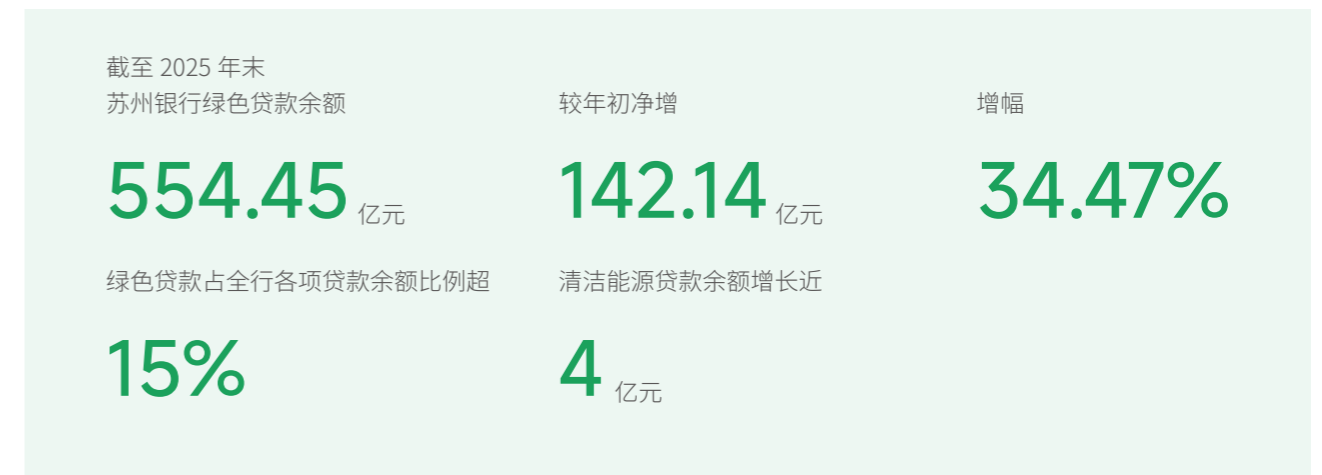 截至 2025 年末
苏州银行绿色贷款余额
554.45 亿元
较年初净增
142.14 亿元
增幅
34.47%
绿色贷款占全行各项贷款余额比例超
15%
清洁能源贷款余额增长近
4 亿元